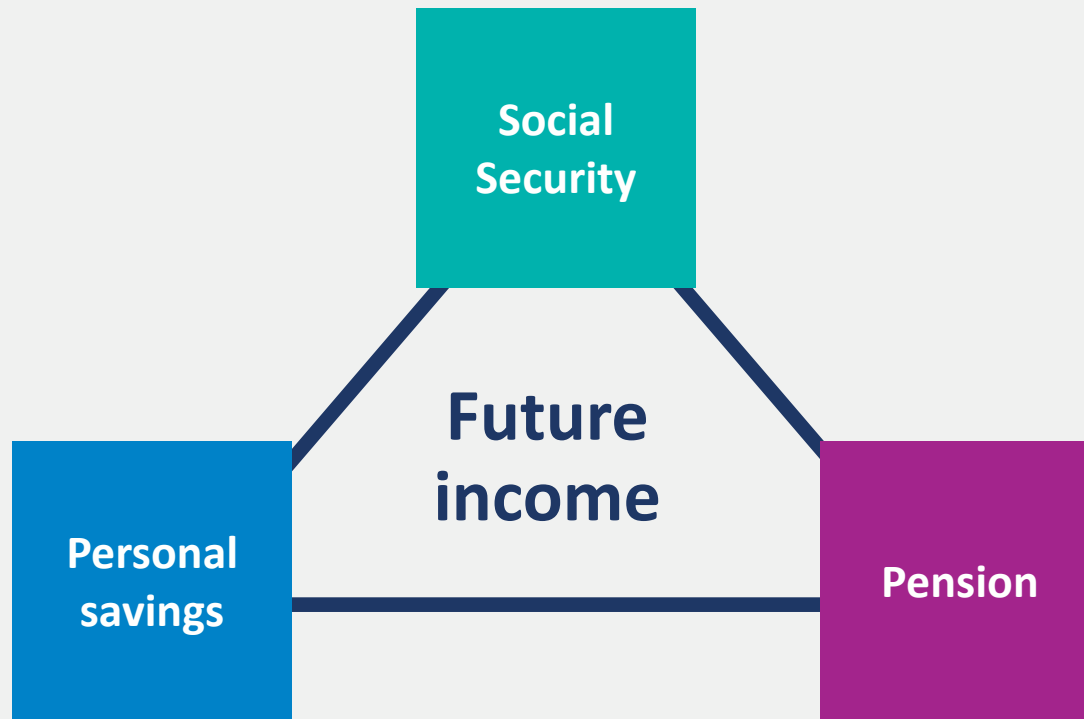 Social
Security
Future
income
Personal
savings
Pension